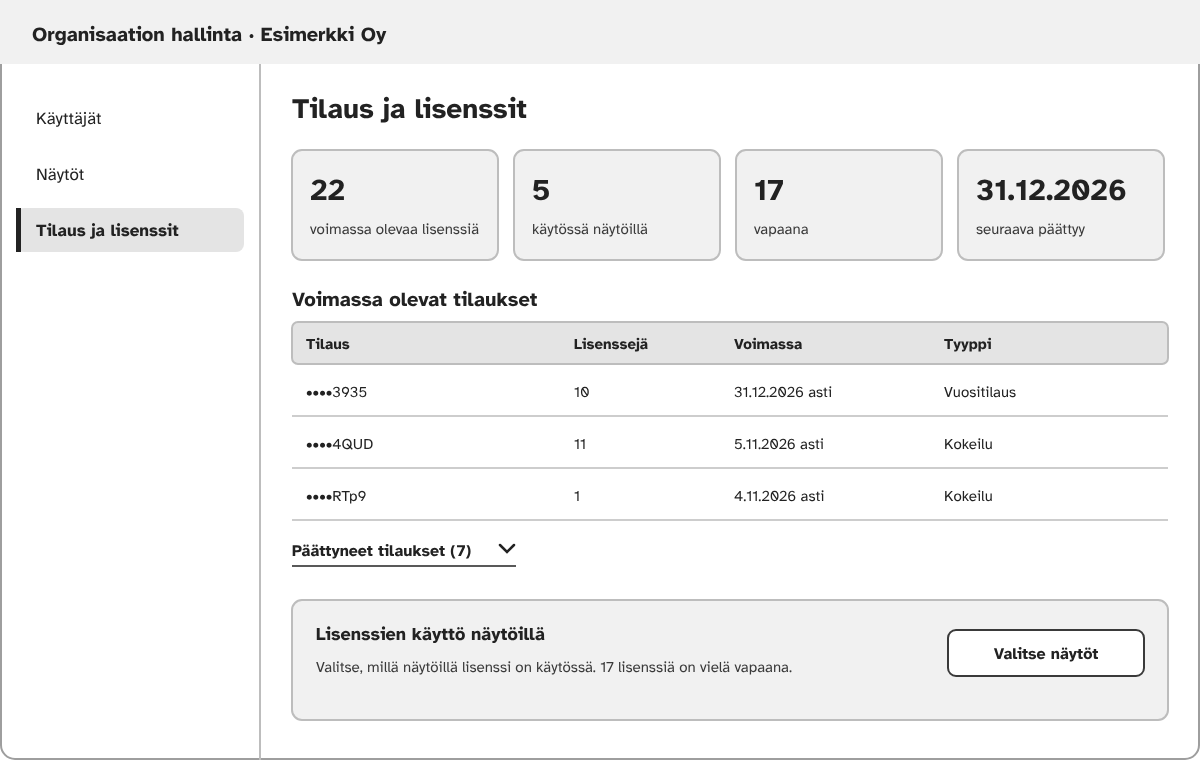 Organisaation hallinta · Esimerkki Oy
Käyttäjät
Näytöt
Tilaus ja lisenssit
Tilaus ja lisenssit
22
voimassa olevaa lisenssiä
5
käytössä näytöillä
17
vapaana
31.12.2026
seuraava päättyy
Voimassa olevat tilaukset
Tilaus Lisenssejä Voimassa Tyyppi
••••3935 10 31.12.2026 asti Vuositilaus
••••4QUD 11 5.11.2026 asti Kokeilu
••••RTp9 1 4.11.2026 asti Kokeilu
Päättyneet tilaukset (7)
Lisenssien käyttö näytöillä
Valitse, millä näytöillä lisenssi on käytössä. 17 lisenssiä on vielä vapaana.
Valitse näytöt